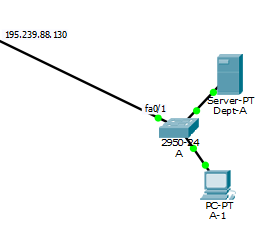 195.239.88.130
Server-PT
Dept-A
fa0/1
2950-24
A
PC-PT
A-1